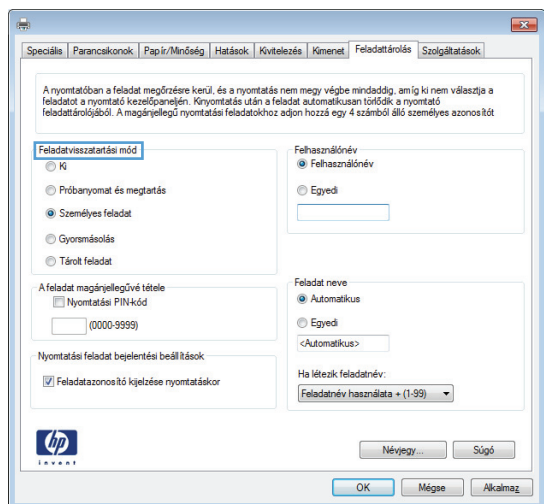 Speciális Parancsikonok Papír/Minőség Hatások Kivitelezés Kimenet Feladattárolás Szolgáltatások
A nyomtatóban a feladat megőrzésre kerül, és a nyomtatás nem megy végbe mindaddig, amíg ki nem választja a
feladatot a nyomtató kezelőpaneljén. Kinyomtatás után a feladat automatikusan törlődik a nyomtató
feladattárolójából. A magánjellegű nyomtatási feladatokhoz adjon hozzá egy 4 számból álló személyes azonosítót
Feladatvisszatartási mód
Ki
Próbanyomat és megtartás
Személyes feladat
Gyorsmásolás
Tárolt feladat
Felhasználónév
Felhasználónév
Egyedi
A feladat magánjellegűvé tétele
Nyomtatási PIN-kód
(0000-9999)
Feladat neve
Automatikus
Egyedi
<Automatikus>
Nyomtatási feladat bejelentési beállítások
Feladatazonosító kijelzése nyomtatáskor
Ha létezik feladatnév:
Feladatnév használata + (1-99)
hp
invent
Névjegy... Súgó
OK Mégse Alkalmaz